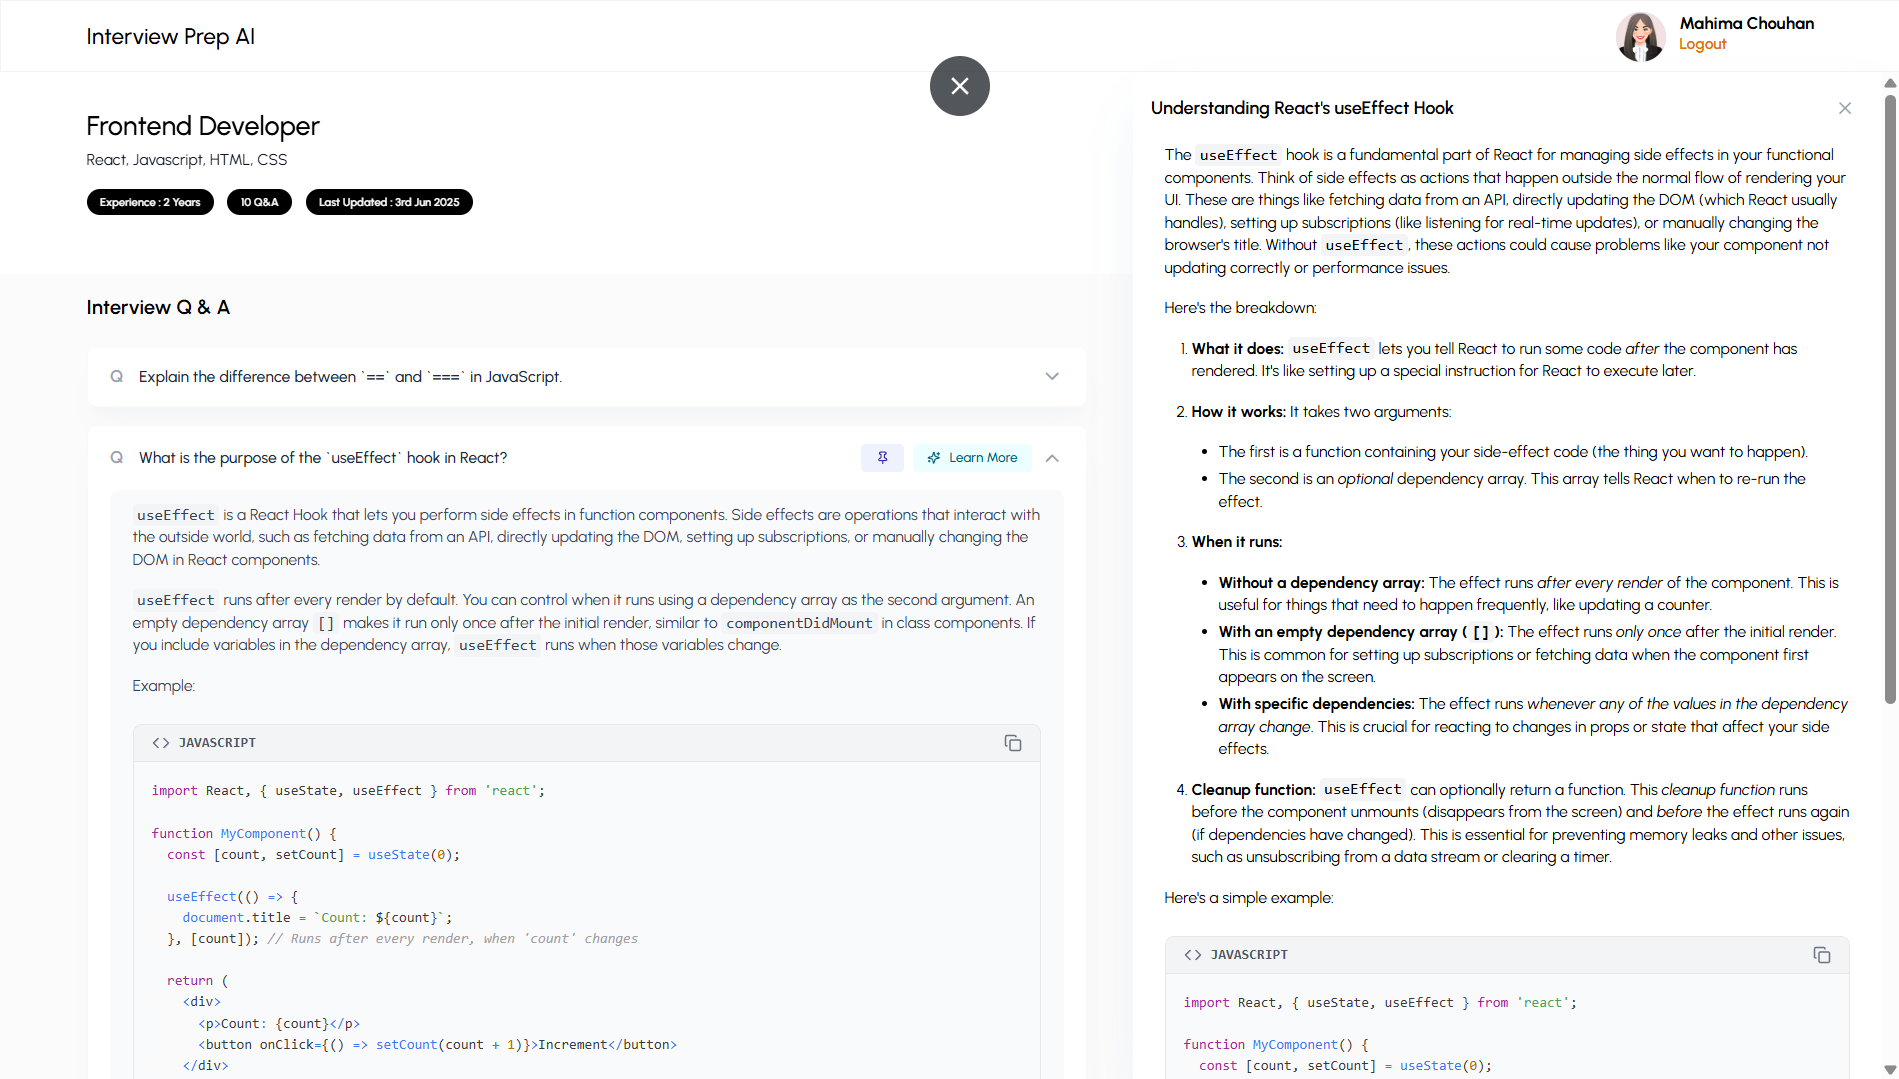 Interview Prep AI
Mahima Chouhan
Logout
Frontend Developer
React, Javascript, HTML, CSS
Experience : 2 Years
10 Q&A
Last Updated : 3rd Jun 2025
Interview Q & A
Q Explain the difference between `==` and `===` in JavaScript.
Q What is the purpose of the `useEffect` hook in React?
Learn More
useEffect is a React Hook that lets you perform side effects in function components. Side effects are operations that interact with
the outside world, such as fetching data from an API, directly updating the DOM, setting up subscriptions, or manually changing the
DOM in React components.
useEffect runs after every render by default. You can control when it runs using a dependency array as the second argument. An
empty dependency array [] makes it run only once after the initial render, similar to componentDidMount in class components. If
you include variables in the dependency array, useEffect runs when those variables change.
Example:
<> JAVASCRIPT
import React, { useState, useEffect } from 'react';
function MyComponent() {
const [count, setCount] = useState(0);
useEffect(() => {
document.title = `Count: ${count}`;
}, [count]); // Runs after every render, when 'count' changes
return (
<div>
<p>Count: {count}</p>
<button onClick={() => setCount(count + 1)}>Increment</button>
</div>
Understanding React's useEffect Hook
The useEffect hook is a fundamental part of React for managing side effects in your functional
components. Think of side effects as actions that happen outside the normal flow of rendering your
UI. These are things like fetching data from an API, directly updating the DOM (which React usually
handles), setting up subscriptions (like listening for real-time updates), or manually changing the
browser's title. Without useEffect, these actions could cause problems like your component not
updating correctly or performance issues.
Here's the breakdown:
1. What it does: useEffect lets you tell React to run some code after the component has
rendered. It's like setting up a special instruction for React to execute later.
2. How it works: It takes two arguments:
• The first is a function containing your side-effect code (the thing you want to happen).
• The second is an optional dependency array. This array tells React when to re-run the
effect.
3. When it runs:
• Without a dependency array: The effect runs after every render of the component. This is
useful for things that need to happen frequently, like updating a counter.
• With an empty dependency array ( [] ): The effect runs only once after the initial render.
This is common for setting up subscriptions or fetching data when the component first
appears on the screen.
• With specific dependencies: The effect runs whenever any of the values in the dependency
array change. This is crucial for reacting to changes in props or state that affect your side
effects.
4. Cleanup function: useEffect can optionally return a function. This cleanup function runs
before the component unmounts (disappears from the screen) and before the effect runs again
(if dependencies have changed). This is essential for preventing memory leaks and other issues,
such as unsubscribing from a data stream or clearing a timer.
Here's a simple example:
<> JAVASCRIPT
import React, { useState, useEffect } from 'react';
function MyComponent() {
const [count, setCount] = useState(0);